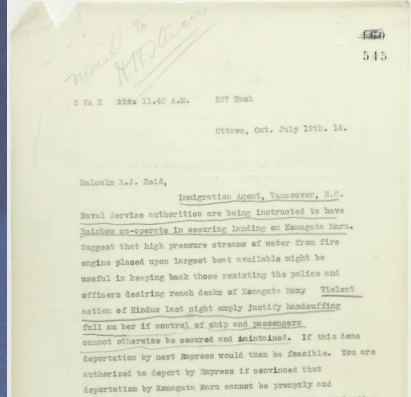 mail to
H H Stevens
460
545
2 Wo X 11.40 A.M. 207 Rush
Ottawa, Ont. July 19th. 14.
Malcolm R.J. Reid,
Immigration Agent, Vancouver, B.C.
Naval Service authorities are being instructed to have
Rainbow co-operate in securing landing on Komagata Maru.
Suggest that high pressure streams of water from fire
engine placed upon largest boat available might be
useful in keeping back those resisting the police and
officers desiring reach decks of Komagata Maru Violent
action of Hindus last night amply justify handcuffing
full nu ber if control of ship and passengers
cannot otherwise be secured and maintained. If this done
deportation by next Empress would then be feasible. You are
authorized to deport by Empress if convinced that
deportation by Komagata Maru cannot be promptly and